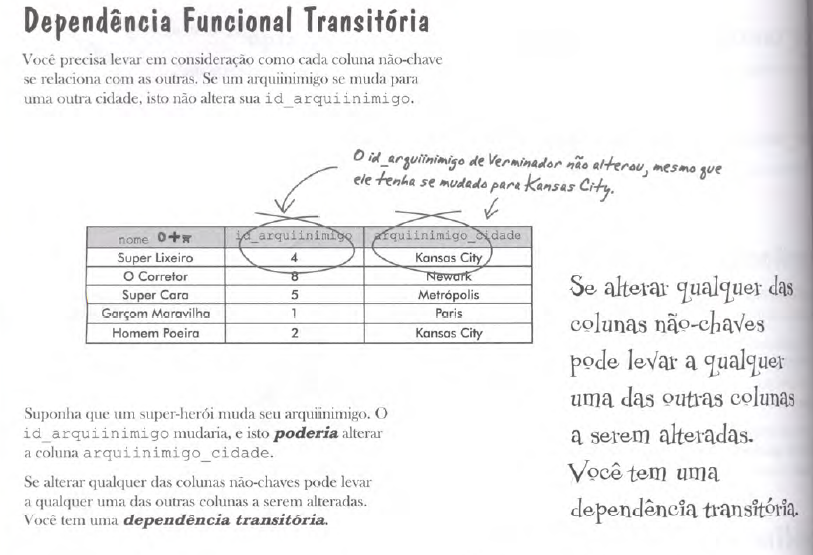 Dependência Funcional Transitória
Você precisa levar em consideração como cada coluna não-chave
se relaciona com as outras. Se um arquiinimigo se muda para
uma outra cidade, isto não altera sua id_arquiinimigo.
O id_arquiinimigo de Verminador não alterou, mesmo que
ele tenha se mudado para Kansas City.
nome id_arquiinimigo arquiinimigo_cidade
Super Lixeiro 4 Kansas City
O Corretor 8 Newark
Super Cara 5 Metrópolis
Garçom Maravilha 1 Paris
Homem Poeira 2 Kansas City
Suponha que um super-herói muda seu arquiinimigo. O
id_arquiinimigo mudaria, e isto poderia alterar
a coluna arquiinimigo_cidade.
Se alterar qualquer das colunas não-chaves pode levar
a qualquer uma das outras colunas a serem alteradas.
Você tem uma dependência transitória.
Se alterar qualquer das
colunas não-chaves
pode levar a qualquer
uma das outras colunas
a serem alteradas.
Você tem uma
dependência transitória.